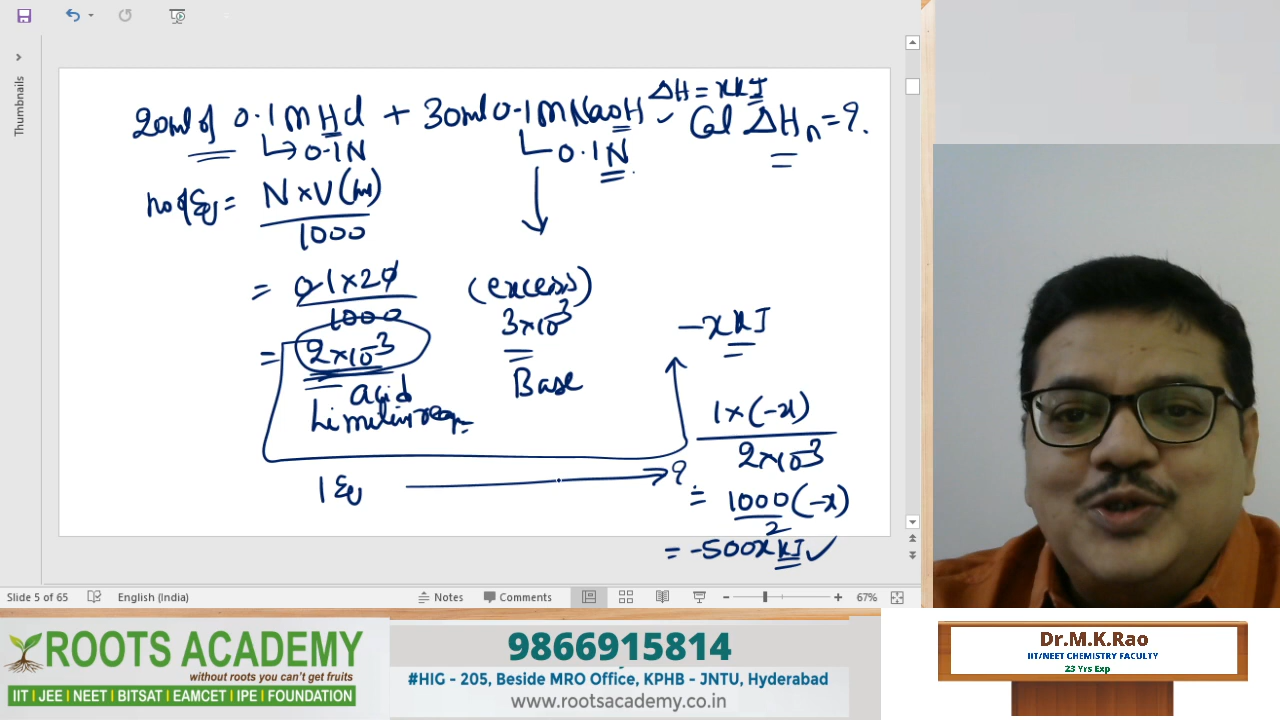 Thumbnails
20ml of 0.1M HCl + 30ml 0.1M NaOH ΔH = x kJ
Cal ΔHn = ?
↳ 0.1N
0.1N
no of Eq = N × V (ml)
1000
= 0.1 × 20
1000
= 2×10⁻³
acid
(excess)
3×10⁻³
Base
-x kJ
1 Eq → ?
1 × (-x)
2×10⁻³
= 1000 (-x)
2
= -500x kJ ✓
Slide 5 of 65
English (India)
Notes
Comments
67%
ROOTS ACADEMY
without roots you can't get fruits
IIT I JEE I NEET I BITSAT I EAMCET I IPE I FOUNDATION
9866915814
#HIG - 205, Beside MRO Office, KPHB - JNTU, Hyderabad
www.rootsacademy.co.in
Dr.M.K.Rao
IIT/NEET CHEMISTRY FACULTY
23 Yrs Exp